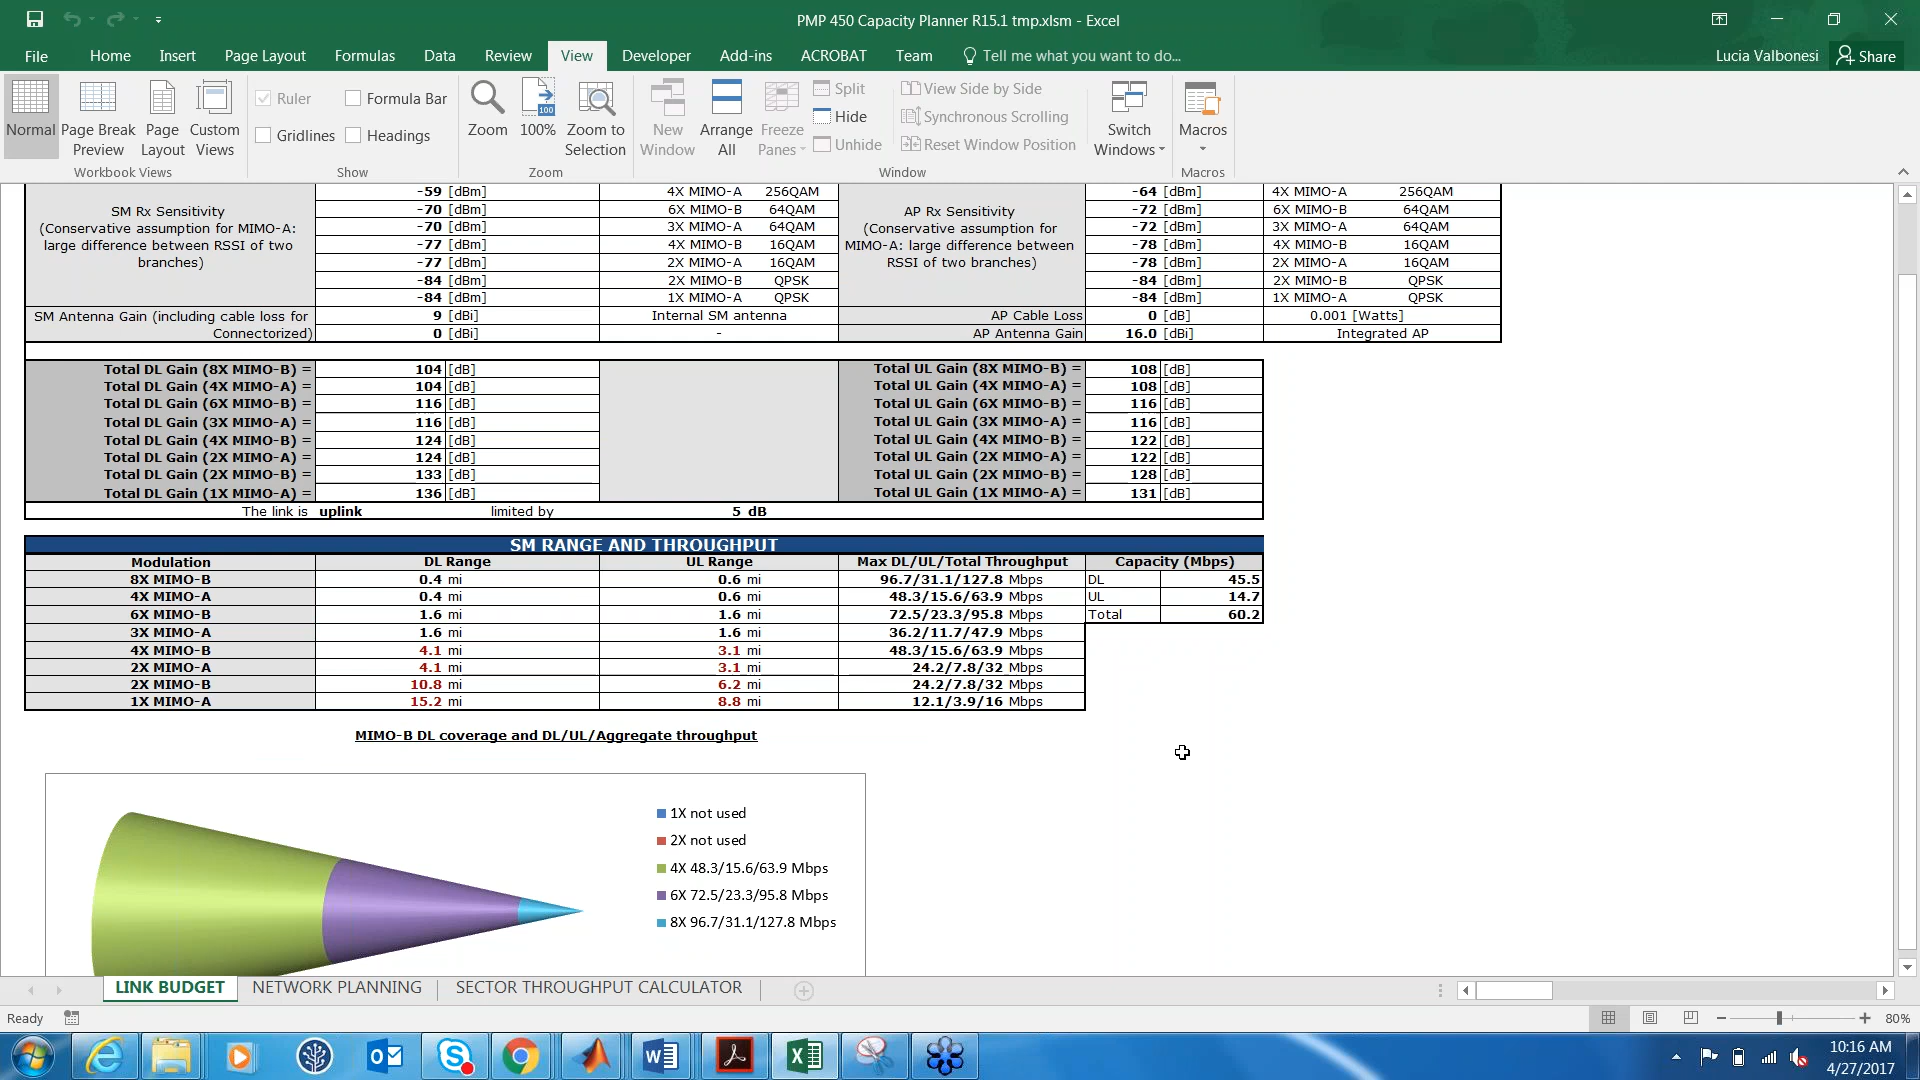 PMP 450 Capacity Planner R15.1 tmp.xlsm - Excel
File Home Insert Page Layout Formulas Data Review View Developer Add-ins ACROBAT Team Tell me what you want to do... Lucia Valbonesi Share
Normal
Page Break Preview
Page Layout
Custom Views
Workbook Views
Ruler
Formula Bar
Gridlines
Headings
Show
Zoom
100
100%
Zoom to Selection
Zoom
New Window
Arrange All
Freeze Panes
Split
Hide
Unhide
View Side by Side
Synchronous Scrolling
Reset Window Position
Window
Switch Windows
Macros
Macros
SM Rx Sensitivity
(Conservative assumption for MIMO-A:
large difference between RSSI of two
branches)
-59 [dBm] 4X MIMO-A 256QAM
-70 [dBm] 6X MIMO-B 64QAM
-70 [dBm] 3X MIMO-A 64QAM
-77 [dBm] 4X MIMO-B 16QAM
-77 [dBm] 2X MIMO-A 16QAM
-84 [dBm] 2X MIMO-B QPSK
-84 [dBm] 1X MIMO-A QPSK
AP Rx Sensitivity
(Conservative assumption for
MIMO-A: large difference between
RSSI of two branches)
-64 [dBm] 4X MIMO-A 256QAM
-72 [dBm] 6X MIMO-B 64QAM
-72 [dBm] 3X MIMO-A 64QAM
-78 [dBm] 4X MIMO-B 16QAM
-78 [dBm] 2X MIMO-A 16QAM
-84 [dBm] 2X MIMO-B QPSK
-84 [dBm] 1X MIMO-A QPSK
SM Antenna Gain (including cable loss for
Connectorized)
9 [dBi] Internal SM antenna
0 [dBi] -
AP Cable Loss 0 [dB] 0.001 [Watts]
AP Antenna Gain 16.0 [dBi] Integrated AP
Total DL Gain (8X MIMO-B) = 104 [dB] Total UL Gain (8X MIMO-B) = 108 [dB]
Total DL Gain (4X MIMO-A) = 104 [dB] Total UL Gain (4X MIMO-A) = 108 [dB]
Total DL Gain (6X MIMO-B) = 116 [dB] Total UL Gain (6X MIMO-B) = 116 [dB]
Total DL Gain (3X MIMO-A) = 116 [dB] Total UL Gain (3X MIMO-A) = 116 [dB]
Total DL Gain (4X MIMO-B) = 124 [dB] Total UL Gain (4X MIMO-B) = 122 [dB]
Total DL Gain (2X MIMO-A) = 124 [dB] Total UL Gain (2X MIMO-A) = 122 [dB]
Total DL Gain (2X MIMO-B) = 133 [dB] Total UL Gain (2X MIMO-B) = 128 [dB]
Total DL Gain (1X MIMO-A) = 136 [dB] Total UL Gain (1X MIMO-A) = 131 [dB]
The link is uplink limited by 5 dB
SM RANGE AND THROUGHPUT
Modulation DL Range UL Range Max DL/UL/Total Throughput Capacity (Mbps)
8X MIMO-B 0.4 mi 0.6 mi 96.7/31.1/127.8 Mbps DL 45.5
4X MIMO-A 0.4 mi 0.6 mi 48.3/15.6/63.9 Mbps UL 14.7
6X MIMO-B 1.6 mi 1.6 mi 72.5/23.3/95.8 Mbps Total 60.2
3X MIMO-A 1.6 mi 1.6 mi 36.2/11.7/47.9 Mbps
4X MIMO-B 4.1 mi 3.1 mi 48.3/15.6/63.9 Mbps
2X MIMO-A 4.1 mi 3.1 mi 24.2/7.8/32 Mbps
2X MIMO-B 10.8 mi 6.2 mi 24.2/7.8/32 Mbps
1X MIMO-A 15.2 mi 8.8 mi 12.1/3.9/16 Mbps
MIMO-B DL coverage and DL/UL/Aggregate throughput
1X not used
2X not used
4X 48.3/15.6/63.9 Mbps
6X 72.5/23.3/95.8 Mbps
8X 96.7/31.1/127.8 Mbps
LINK BUDGET NETWORK PLANNING SECTOR THROUGHPUT CALCULATOR
Ready 80%
10:16 AM
4/27/2017